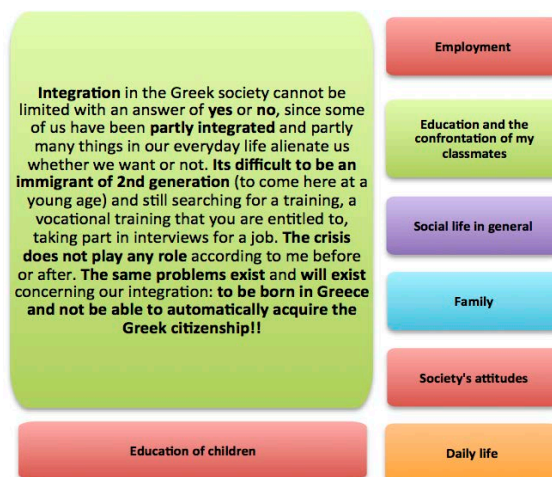 Integration in the Greek society cannot be
limited with an answer of yes or no, since some
of us have been partly integrated and partly
many things in our everyday life alienate us
whether we want or not. Its difficult to be an
immigrant of 2nd generation (to come here at a
young age) and still searching for a training, a
vocational training that you are entitled to,
taking part in interviews for a job. The crisis
does not play any role according to me before
or after. The same problems exist and will exist
concerning our integration: to be born in Greece
and not be able to automatically acquire the
Greek citizenship!!
Education of children
Employment
Education and the
confrontation of my
classmates
Social life in general
Family
Society's attitudes
Daily life